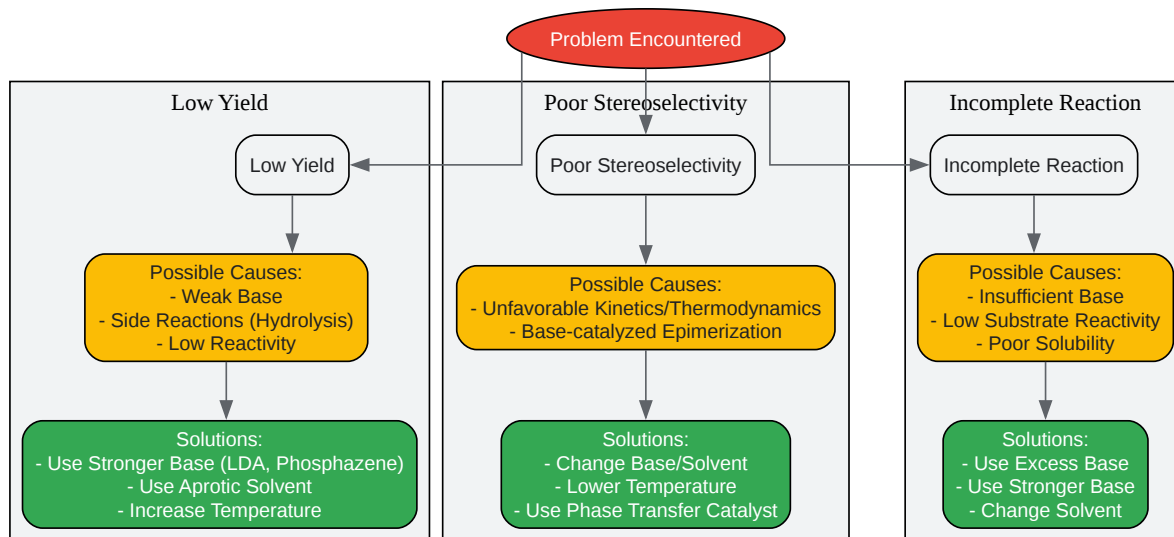 Problem Encountered
Low Yield
Low Yield
Possible Causes:
- Weak Base
- Side Reactions (Hydrolysis)
- Low Reactivity
Solutions:
- Use Stronger Base (LDA, Phosphazene)
- Use Aprotic Solvent
- Increase Temperature
Poor Stereoselectivity
Poor Stereoselectivity
Possible Causes:
- Unfavorable Kinetics/Thermodynamics
- Base-catalyzed Epimerization
Solutions:
- Change Base/Solvent
- Lower Temperature
- Use Phase Transfer Catalyst
Incomplete Reaction
Incomplete Reaction
Possible Causes:
- Insufficient Base
- Low Substrate Reactivity
- Poor Solubility
Solutions:
- Use Excess Base
- Use Stronger Base
- Change Solvent